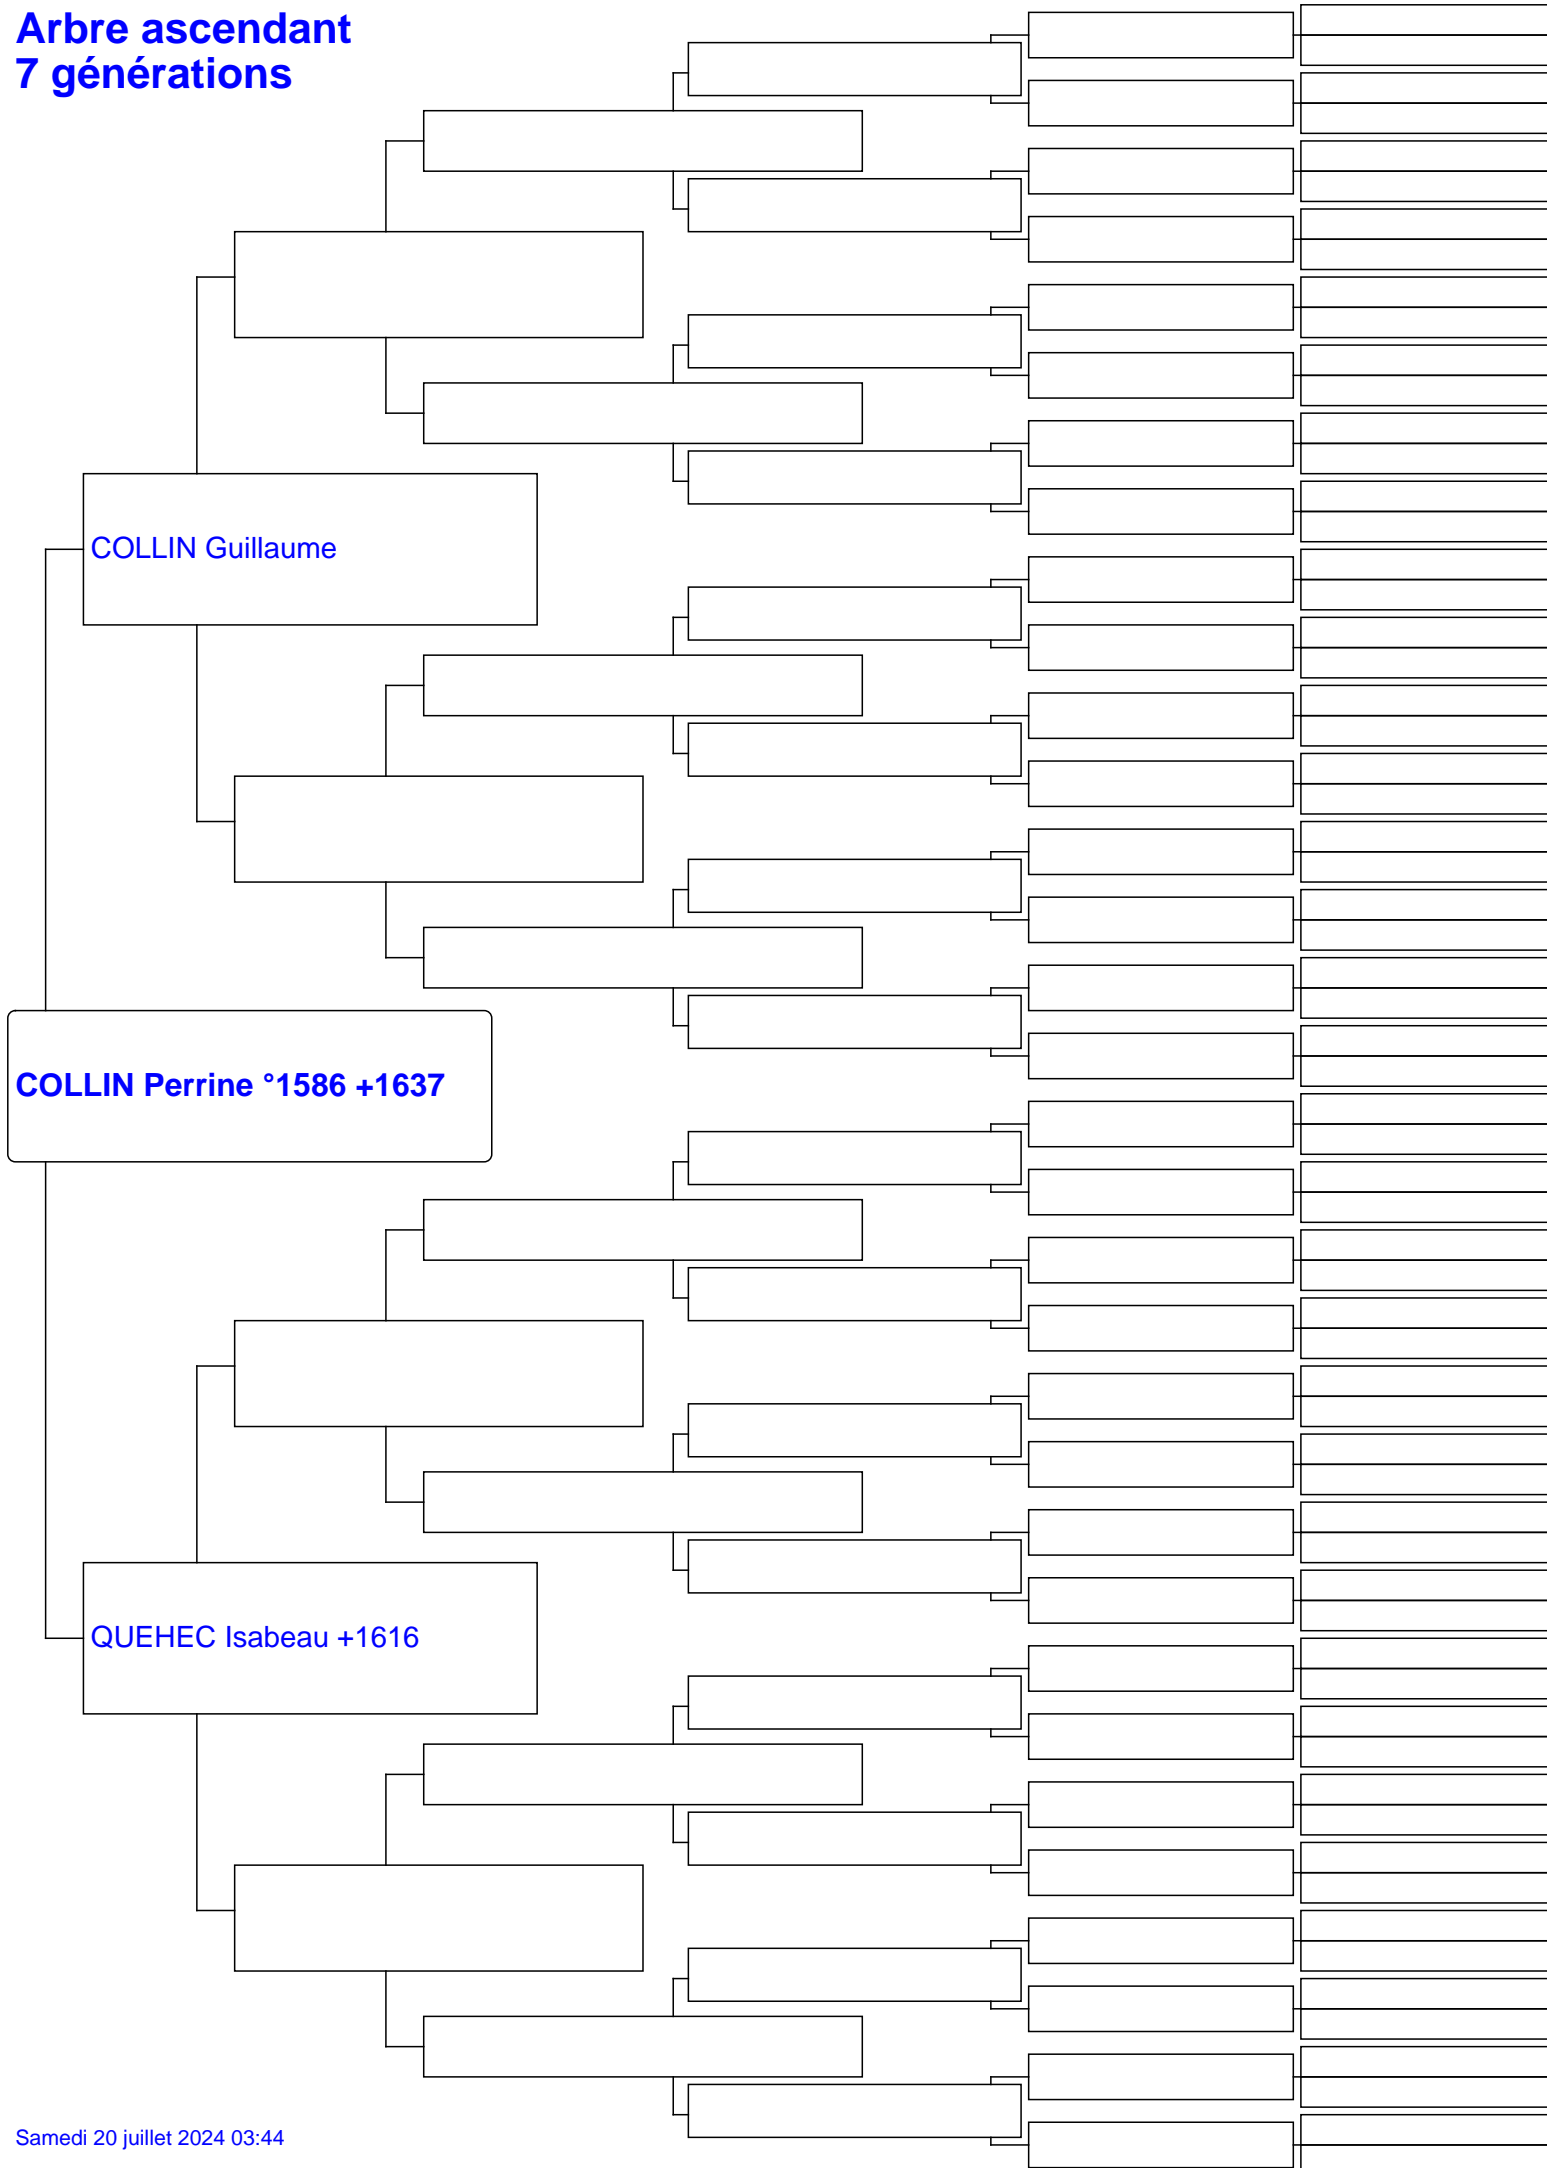 Arbre ascendant
7 générations
COLLIN Guillaume
COLLIN Perrine °1586 +1637
QUEHEC Isabeau +1616
Samedi 20 juillet 2024 03:44